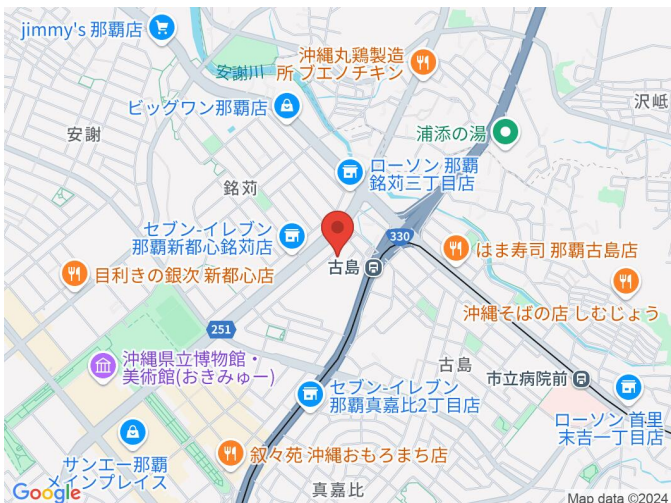 jimmy's 那覇店
沖縄丸鶏製造
所 ブエノチキン
安謝川
ビッグワン那覇店
沢岻
安謝
浦添の湯
ローソン 那覇
銘苅三丁目店
銘苅
セブン-イレブン
那覇新都心銘苅店
330
はま寿司 那覇古島店
目利きの銀次 新都心店
古島
沖縄そばの店 しむじょう
251
沖縄県立博物館・
美術館(おきみゅー)
古島
市立病院前
セブン-イレブン
那覇真嘉比2丁目店
ローソン 首里
末吉一丁目店
サンエー那覇
メインプレイス
叙々苑 沖縄おもろまち店
真嘉比
Google
Map data ©2024